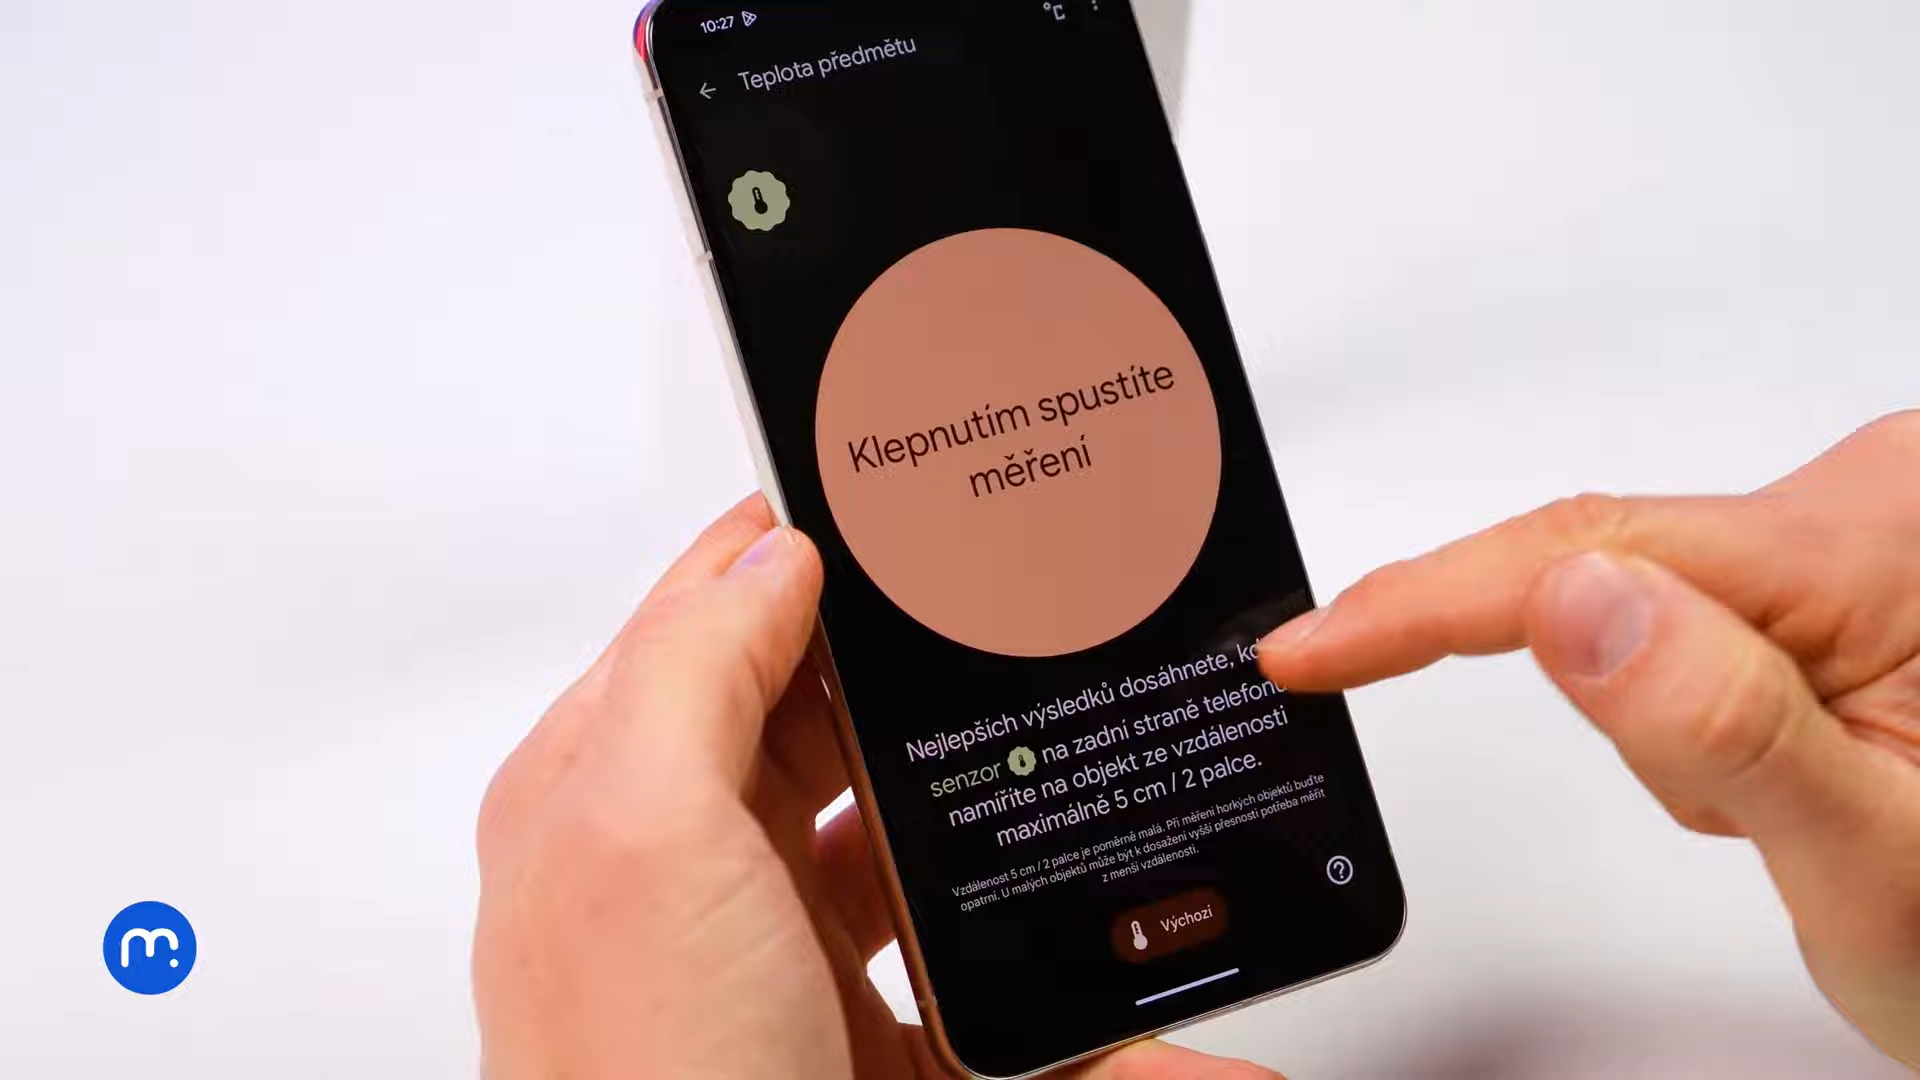 10:27
°C
Teplota předmětu
Klepnutím spustíte
měření
Nejlepších výsledků dosáhnete,
senzor na zadní straně telefonu
namíříte na objekt ze vzdálenosti
maximálně 5 cm / 2 palce.
Vzdálenost 5 cm / 2 palce je poměrně malá. Při měření horkých objektů buďte
opatrní. U malých objektů může být k dosažení vyšší přesnosti potřeba měřit
z menší vzdálenosti.
Výchozí
m.